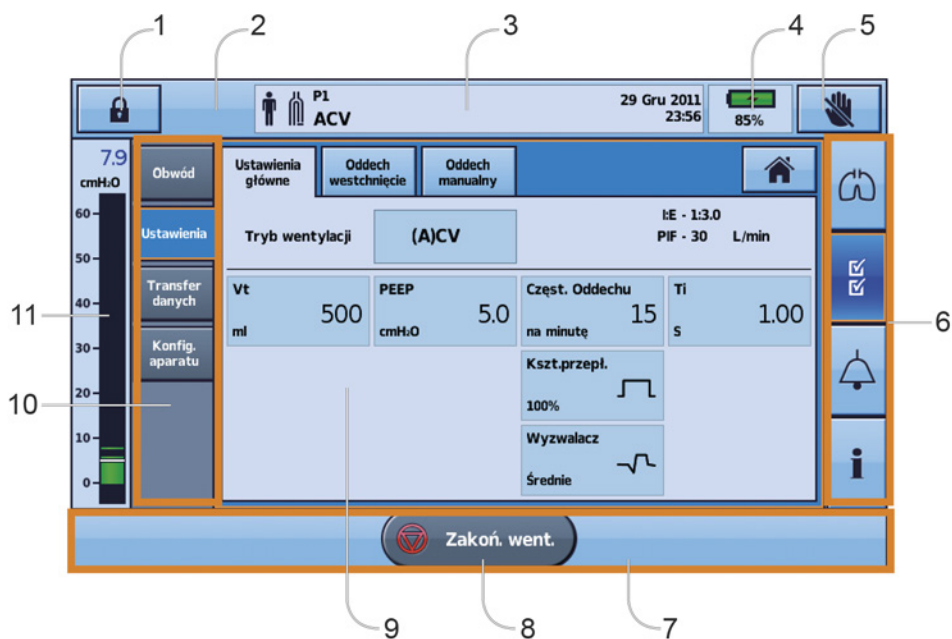 1 2 3 4 5
P1
ACV
29 Gru 2011
23:56
85%
7.9
cmH₂O
60
50
40
30
20
10
0
11
10
Obwód
Ustawienia
Transfer
danych
Konfig.
aparatu
Ustawienia
główne
Oddech
westchnięcie
Oddech
manualny
Tryb wentylacji
(A)CV
I:E - 1:3.0
PIF - 30 L/min
Vt
500
ml
PEEP
5.0
cmH₂O
Częst. Oddechu
15
na minutę
Ti
1.00
S
Kszt.przepł.
100%
Wyzwalacz
Średnie
i
6
Zakoń. went.
9 8 7